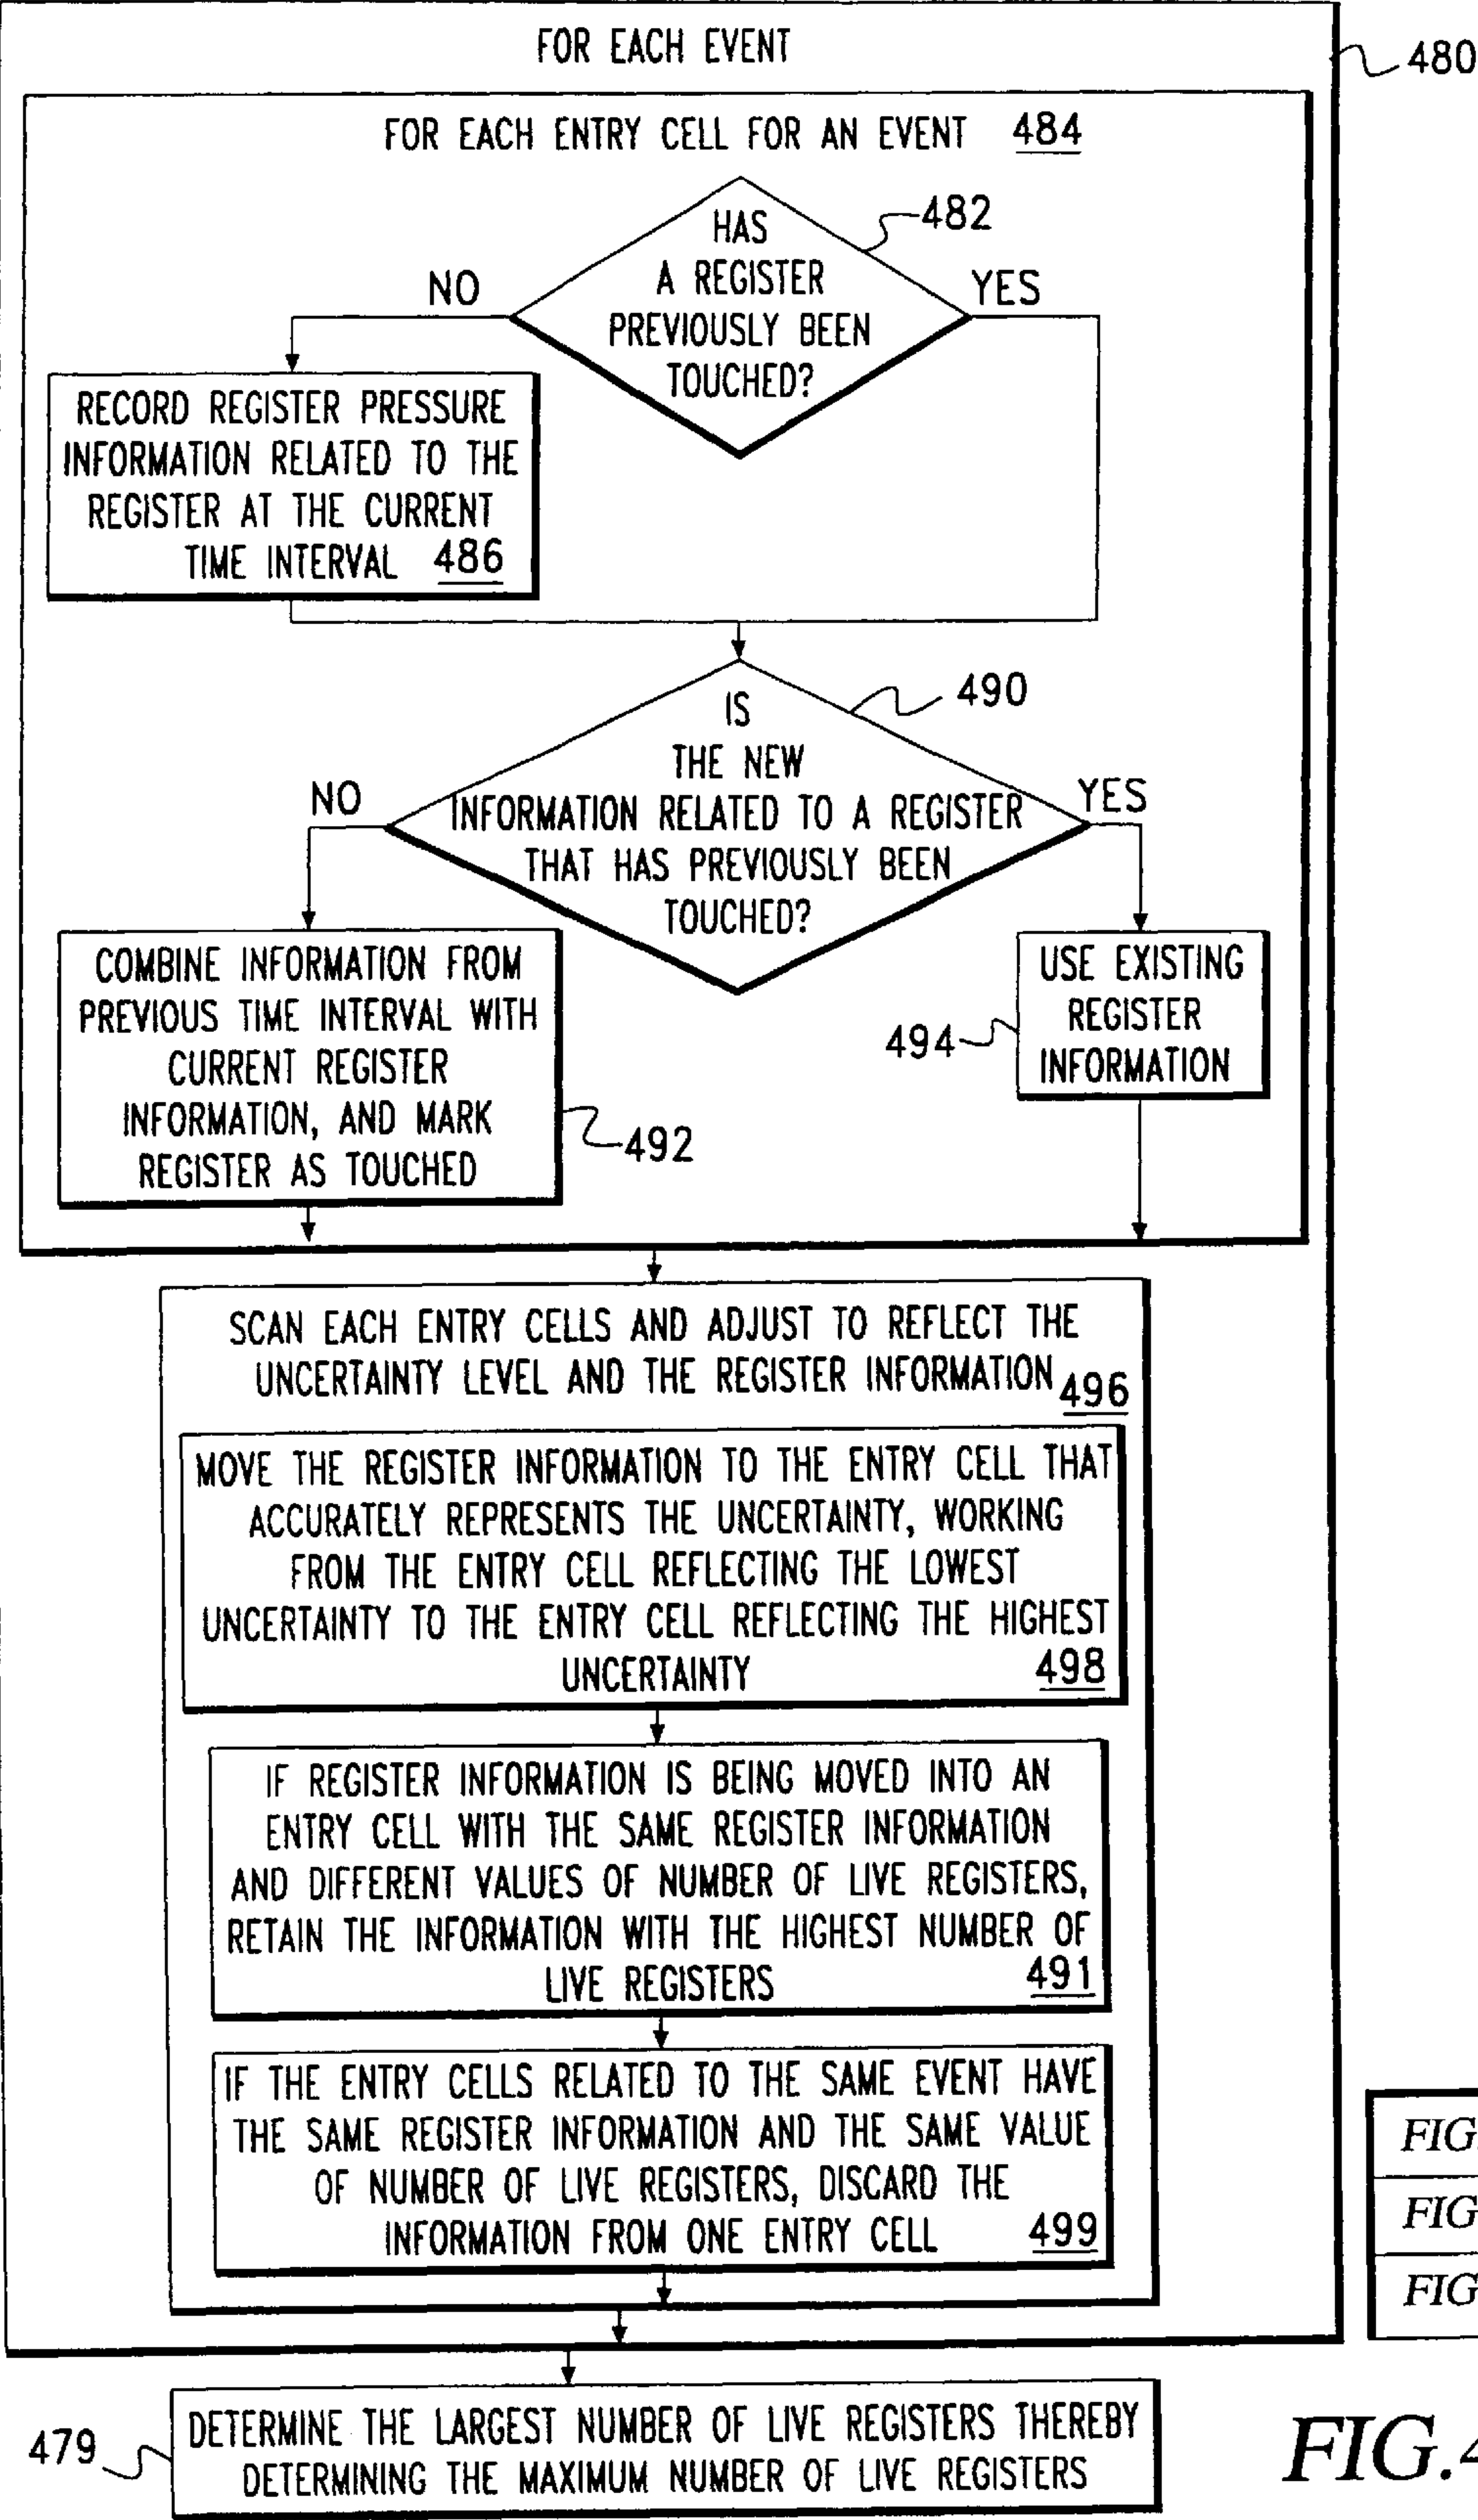 FOR EACH EVENT
480
FOR EACH ENTRY CELL FOR AN EVENT 484
HAS
A REGISTER
PREVIOUSLY BEEN
TOUCHED?
482
NO
YES
RECORD REGISTER PRESSURE
INFORMATION RELATED TO THE
REGISTER AT THE CURRENT
TIME INTERVAL 486
IS
THE NEW
INFORMATION RELATED TO A REGISTER
THAT HAS PREVIOUSLY BEEN
TOUCHED?
490
NO
YES
COMBINE INFORMATION FROM
PREVIOUS TIME INTERVAL WITH
CURRENT REGISTER
INFORMATION, AND MARK
REGISTER AS TOUCHED
492
USE EXISTING
REGISTER
INFORMATION
494
SCAN EACH ENTRY CELLS AND ADJUST TO REFLECT THE
UNCERTAINTY LEVEL AND THE REGISTER INFORMATION 496
MOVE THE REGISTER INFORMATION TO THE ENTRY CELL THAT
ACCURATELY REPRESENTS THE UNCERTAINTY, WORKING
FROM THE ENTRY CELL REFLECTING THE LOWEST
UNCERTAINTY TO THE ENTRY CELL REFLECTING THE HIGHEST
UNCERTAINTY 498
IF REGISTER INFORMATION IS BEING MOVED INTO AN
ENTRY CELL WITH THE SAME REGISTER INFORMATION
AND DIFFERENT VALUES OF NUMBER OF LIVE REGISTERS,
RETAIN THE INFORMATION WITH THE HIGHEST NUMBER OF
LIVE REGISTERS 491
IF THE ENTRY CELLS RELATED TO THE SAME EVENT HAVE
THE SAME REGISTER INFORMATION AND THE SAME VALUE
OF NUMBER OF LIVE REGISTERS, DISCARD THE
INFORMATION FROM ONE ENTRY CELL 499
FIG.
FIG
FIG
479
DETERMINE THE LARGEST NUMBER OF LIVE REGISTERS THEREBY
DETERMINING THE MAXIMUM NUMBER OF LIVE REGISTERS
FIG.4